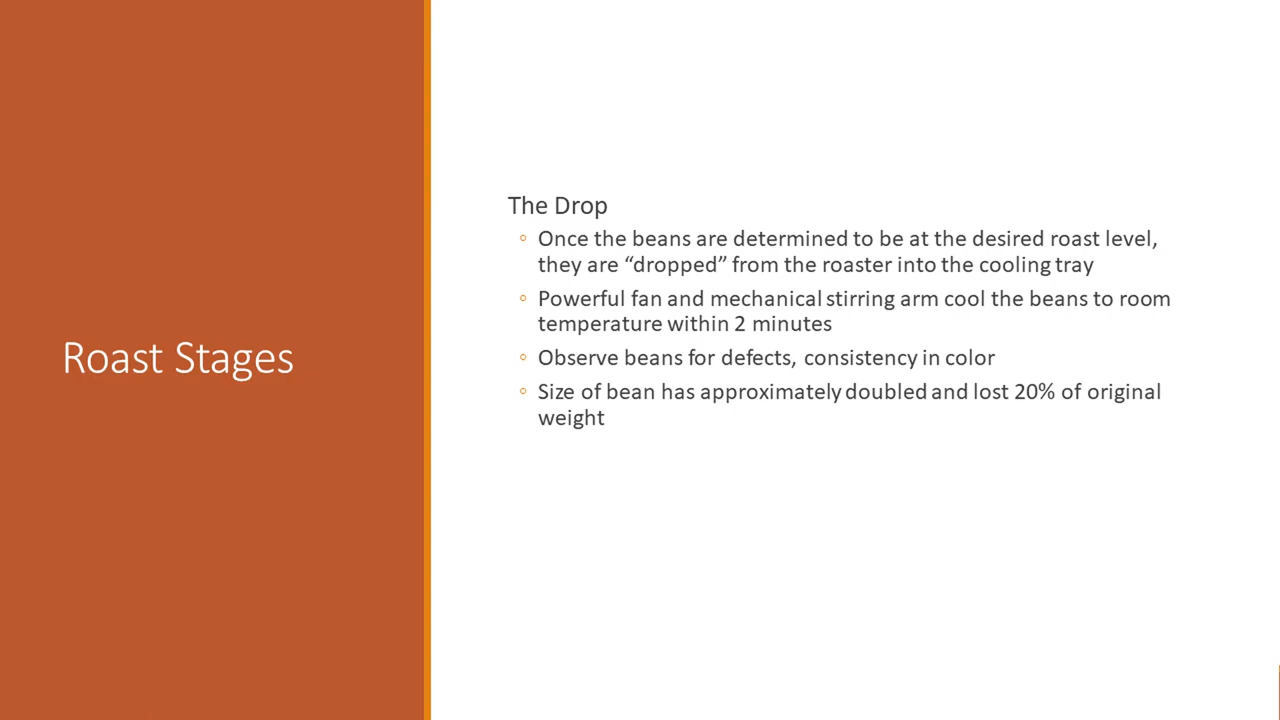 Roast Stages
The Drop
◦ Once the beans are determined to be at the desired roast level,
they are “dropped” from the roaster into the cooling tray
◦ Powerful fan and mechanical stirring arm cool the beans to room
temperature within 2 minutes
◦ Observe beans for defects, consistency in color
◦ Size of bean has approximately doubled and lost 20% of original
weight